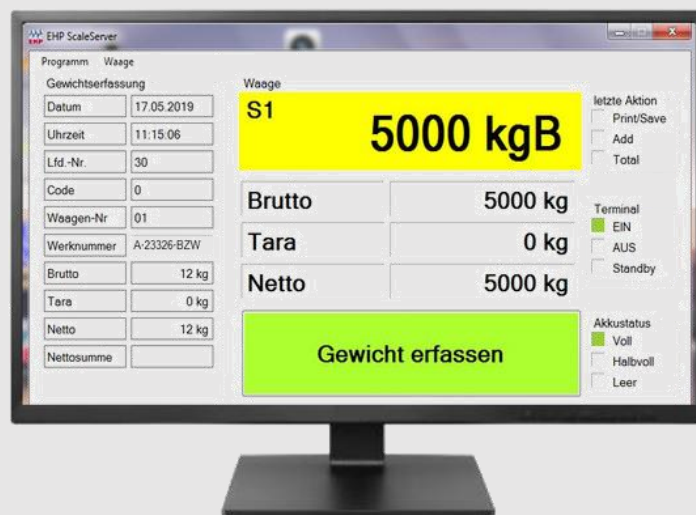 EHP ScaleServer
Programm Waage
Gewichtserfassung
Datum 17.05.2019
Uhrzeit 11:15:06
Lfd.-Nr. 30
Code 0
Waagen-Nr 01
Werknummer A-23326-BZW
Brutto 12 kg
Tara 0 kg
Netto 12 kg
Nettosumme
Waage
S1
5000 kgB
Brutto 5000 kg
Tara 0 kg
Netto 5000 kg
Gewicht erfassen
letzte Aktion
Print/Save
Add
Total
Terminal
EIN
AUS
Standby
Akkustatus
Voll
Halbvoll
Leer